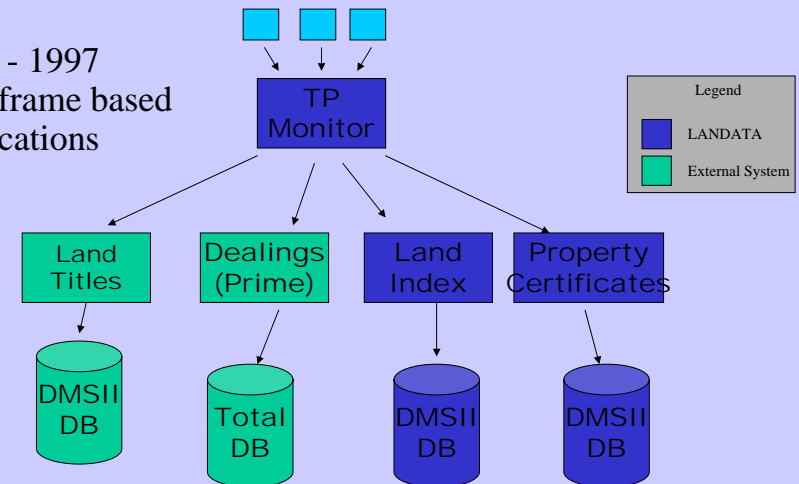 - 1997
frame based
cations
TP
Monitor
Legend
LANDATA
External System
Land
Titles
Dealings
(Prime)
Land
Index
Property
Certificates
DMSII
DB
Total
DB
DMSII
DB
DMSII
DB